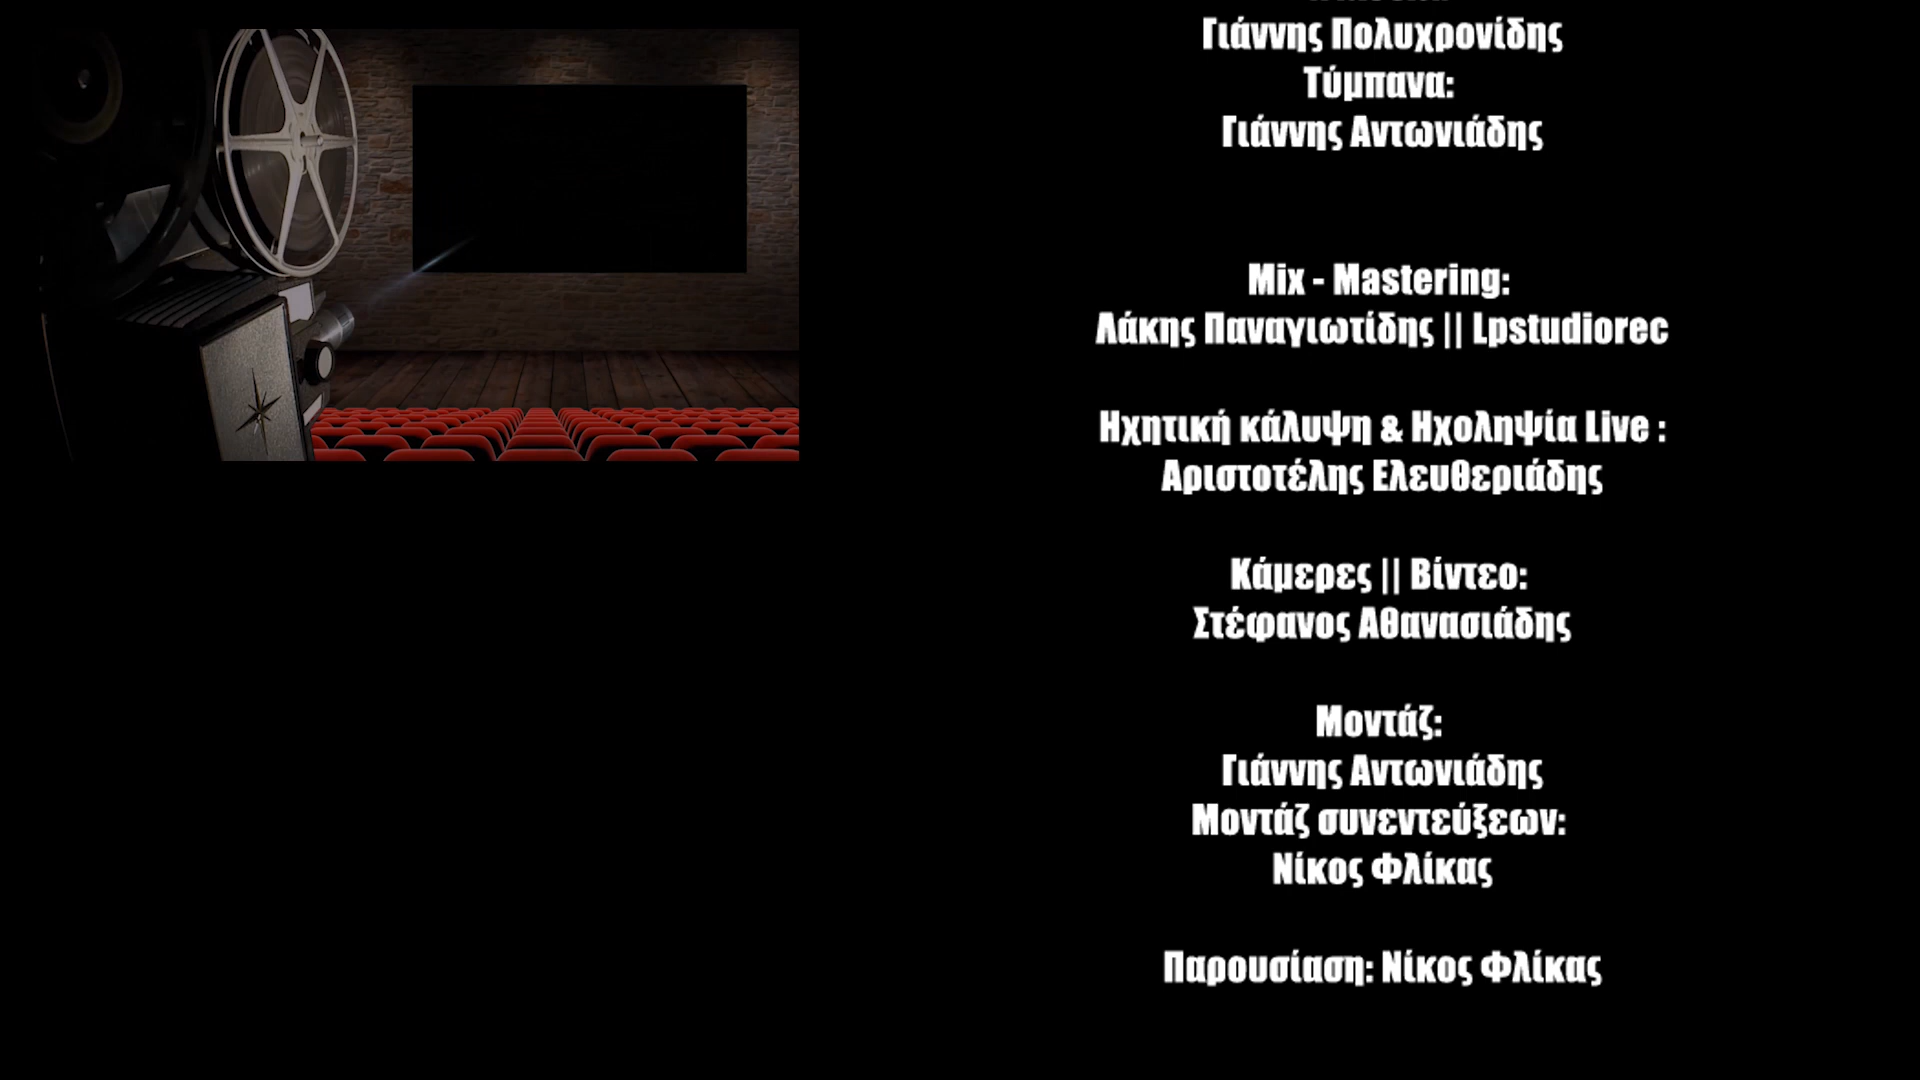 Γιάννης Πολυχρονίδης
Τύμπανα:
Γιάννης Αντωνιάδης
Mix - Mastering:
Λάκης Παναγιωτίδης || Lpstudiorec
Ηχητική κάλυψη & Ηχοληψία Live :
Αριστοτέλης Ελευθεριάδης
Κάμερες || Βίντεο:
Στέφανος Αθανασιάδης
Μοντάζ:
Γιάννης Αντωνιάδης
Μοντάζ συνεντεύξεων:
Νίκος Φλίκας
Παρουσίαση: Νίκος Φλίκας